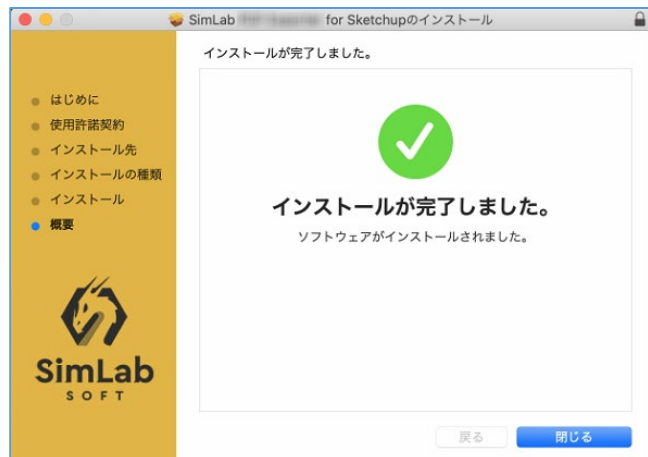 SimLab for Sketchupのインストール
インストールが完了しました。
はじめに
使用許諾契約
インストール先
インストールの種類
インストール
概要
インストールが完了しました。
ソフトウェアがインストールされました。
SimLab
SOFT
戻る
閉じる